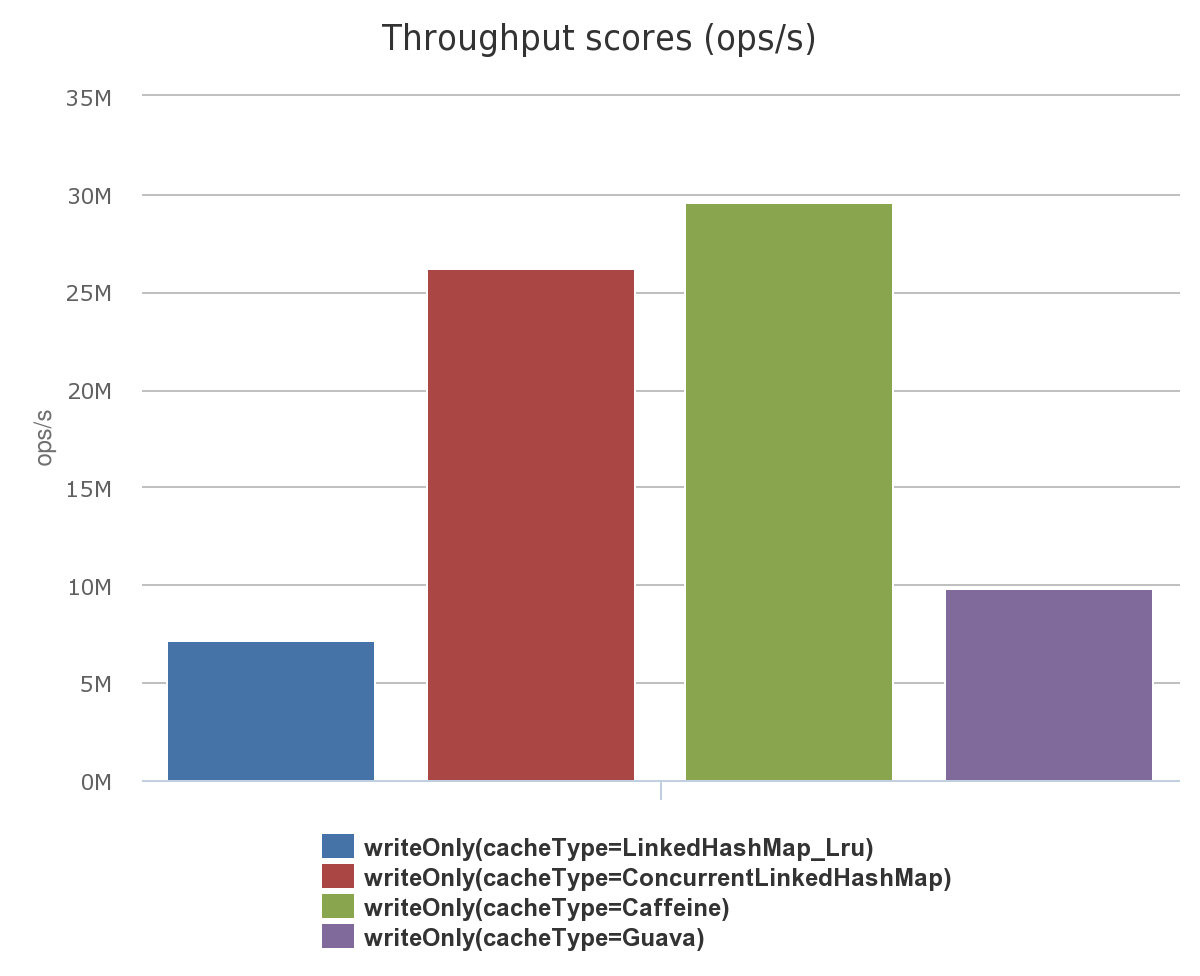 Throughput scores (ops/s)
35M
30M
25M
20M
15M
10M
5M
0M
ops/s
writeOnly(cacheType=LinkedHashMap_Lru)
writeOnly(cacheType=ConcurrentLinkedHashMap)
writeOnly(cacheType=Caffeine)
writeOnly(cacheType=Guava)